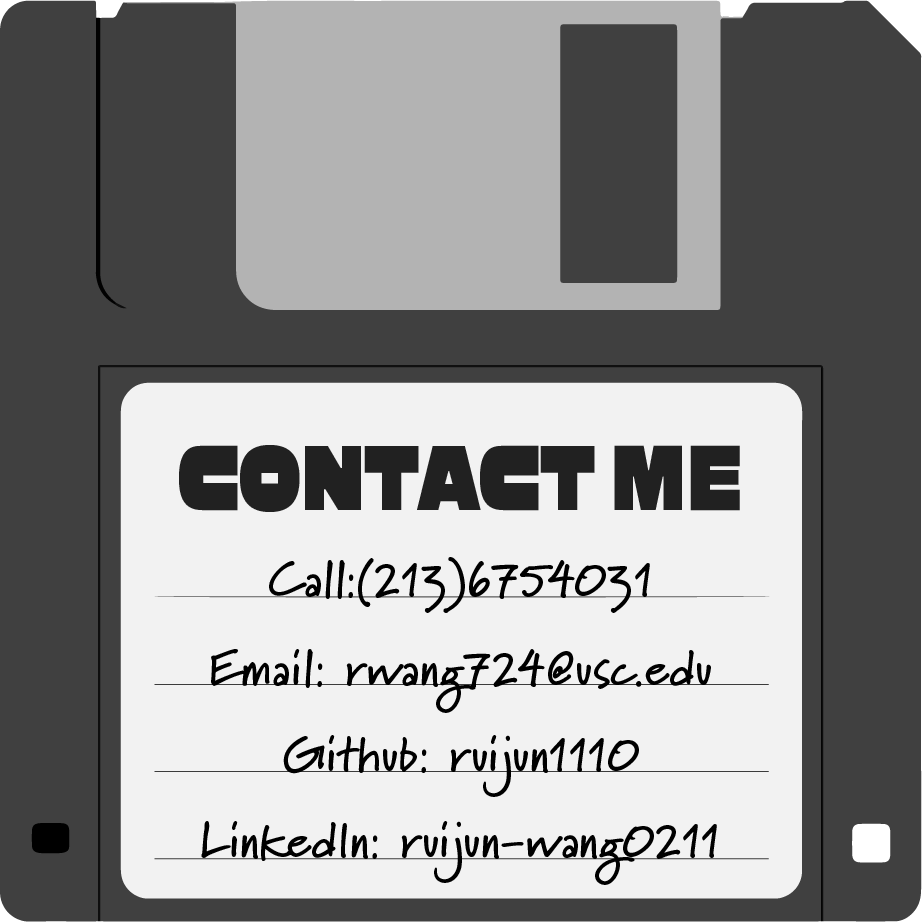 CONTACT ME
Call:(213)6754031
Email: rwang724@usc.edu
Github: ruijun1110
LinkedIn: ruijun-wang0211